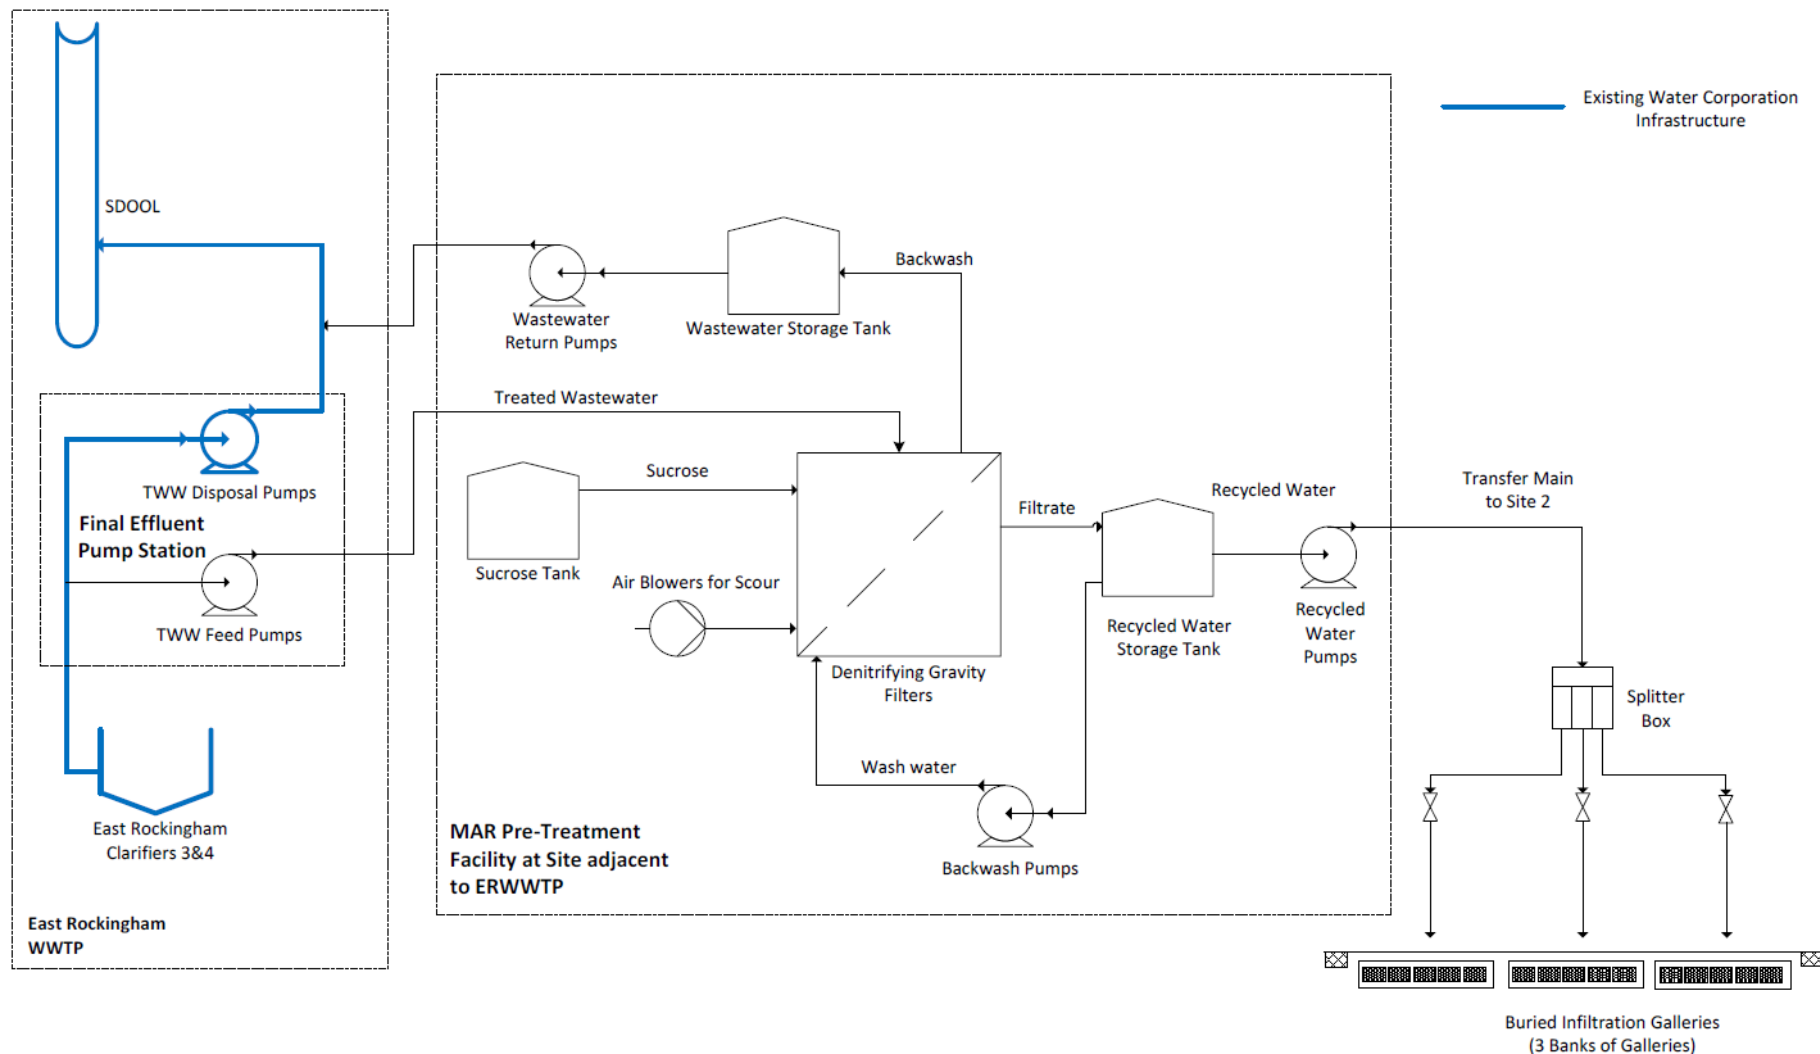 Existing Water Corporation
Infrastructure
SDOOL
Backwash
Wastewater
Return Pumps
Wastewater Storage Tank
Treated Wastewater
TWW Disposal Pumps
Final Effluent
Pump Station
TWW Feed Pumps
Sucrose
Sucrose Tank
Air Blowers for Scour
Filtrate
Recycled Water
Transfer Main
to Site 2
Denitrifying Gravity
Filters
Recycled Water
Storage Tank
Recycled
Water
Pumps
Splitter
Box
Wash water
Backwash Pumps
East Rockingham
Clarifiers 3&4
MAR Pre-Treatment
Facility at Site adjacent
to ERWWTP
East Rockingham
WWTP
Buried Infiltration Galleries
(3 Banks of Galleries)